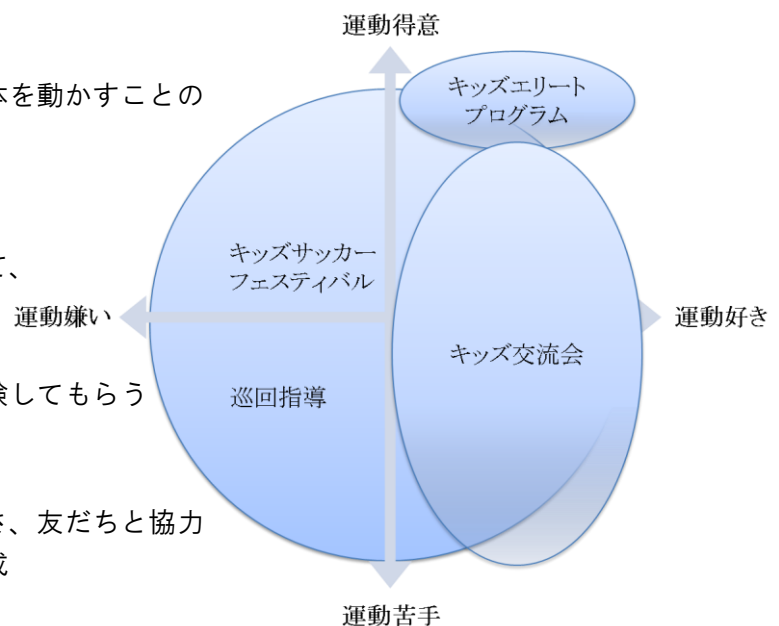 運動得意
体を動かすことの
キッズエリート
プログラム
キッズサッカー
フェスティバル
て、
運動嫌い
運動好き
キッズ交流会
巡回指導
験してもらう
さ、友だちと協力
成
運動苦手